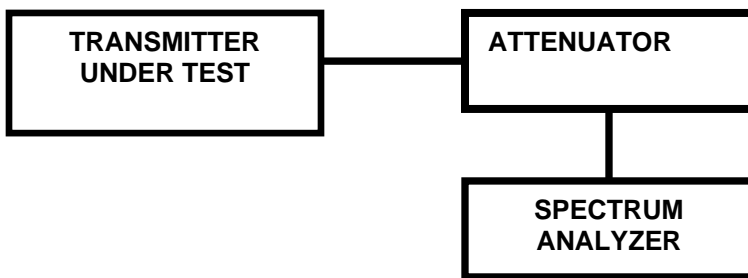 TRANSMITTER
UNDER TEST
ATTENUATOR
SPECTRUM
ANALYZER